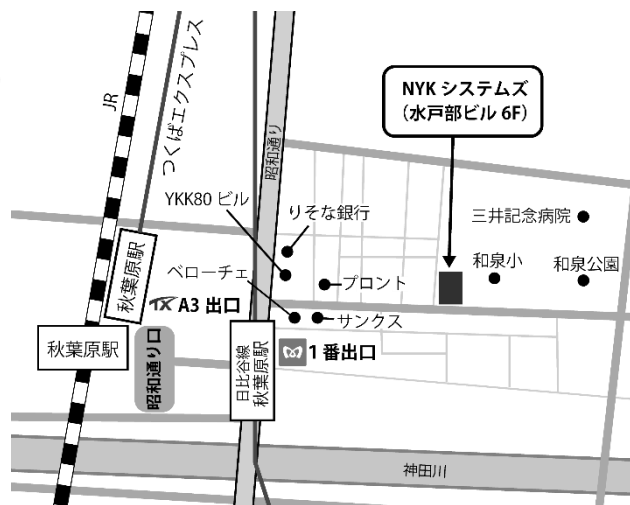 JR
つくばエクスプレス
昭和通り
NYK システムズ
(水戸部ビル 6F)
YKK80 ビル
りそな銀行
三井記念病院
ベローチェ
プロント
和泉小
和泉公園
秋葉原駅
TX A3 出口
サンクス
秋葉原駅
昭和通り口
日比谷線
秋葉原駅
1 番出口
神田川